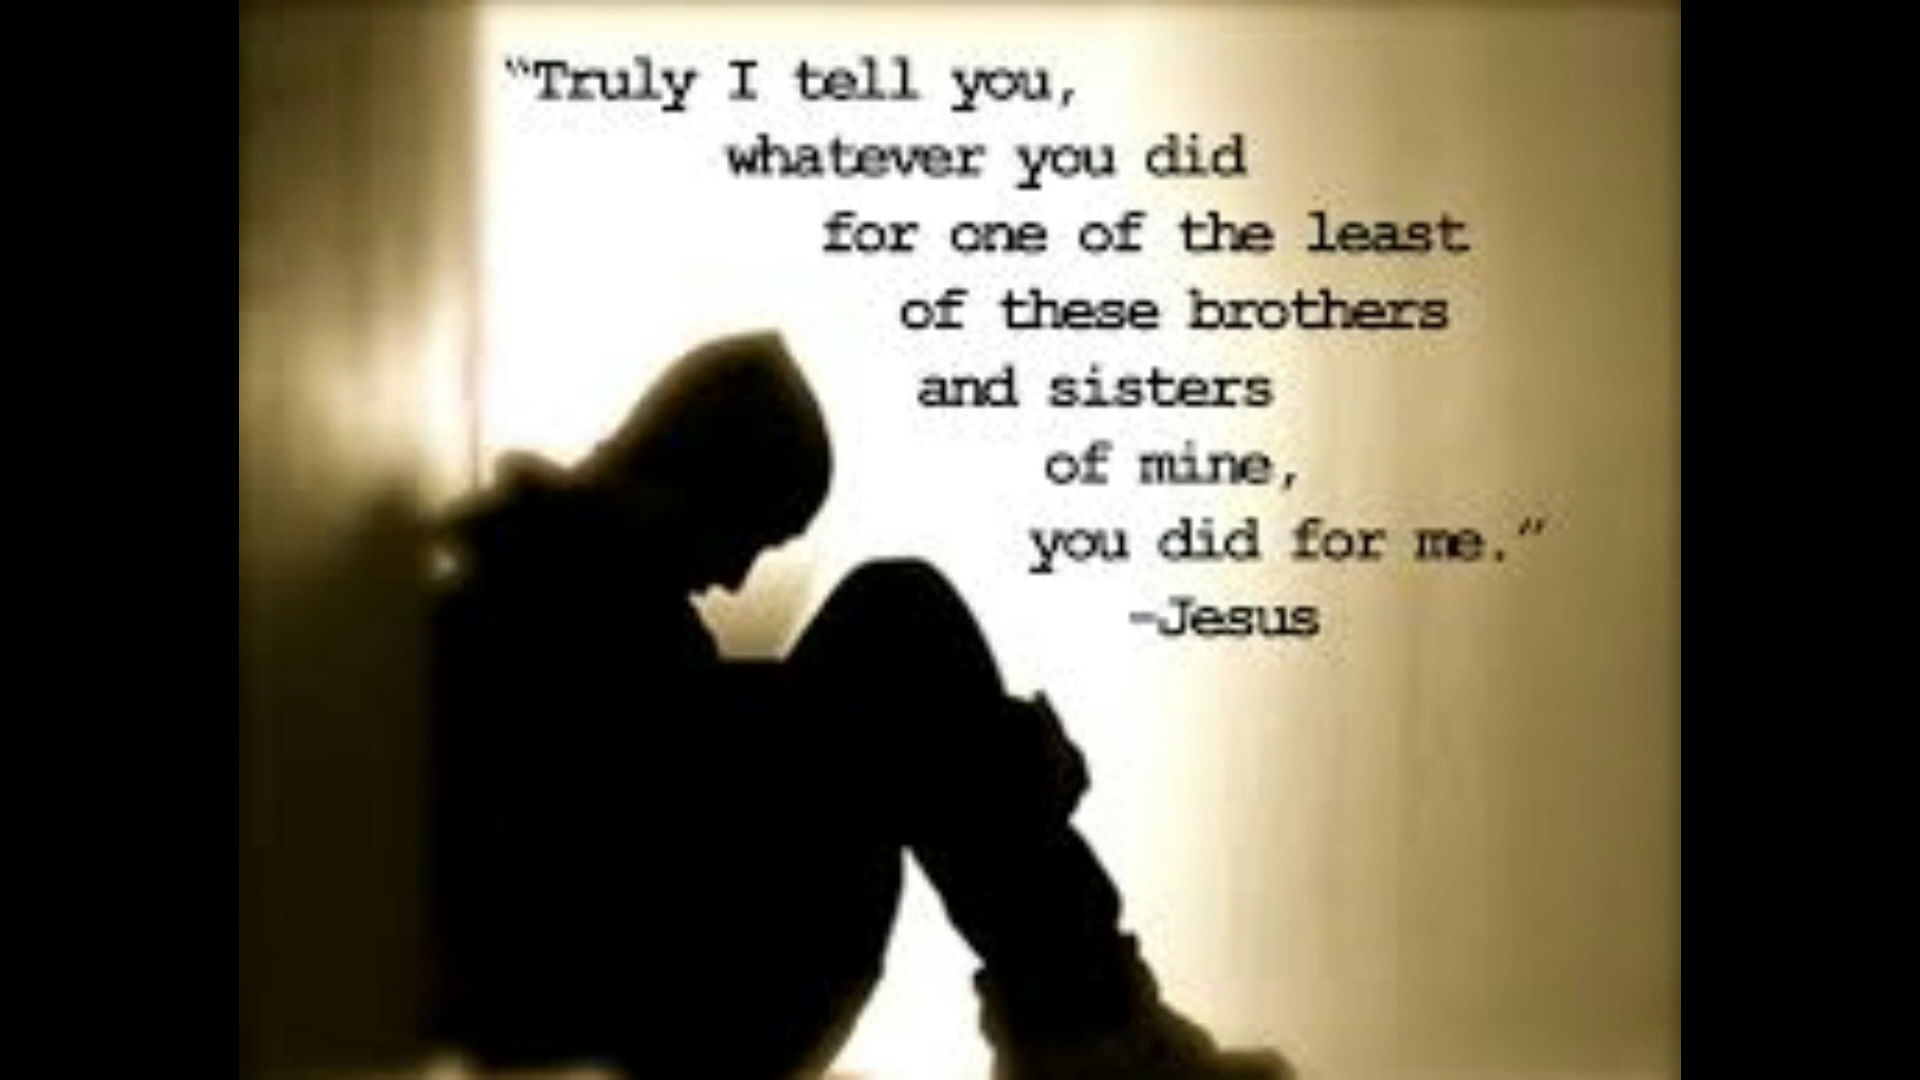 “Truly I tell you,
whatever you did
for one of the least
of these brothers
and sisters
of mine,
you did for me.”
-Jesus